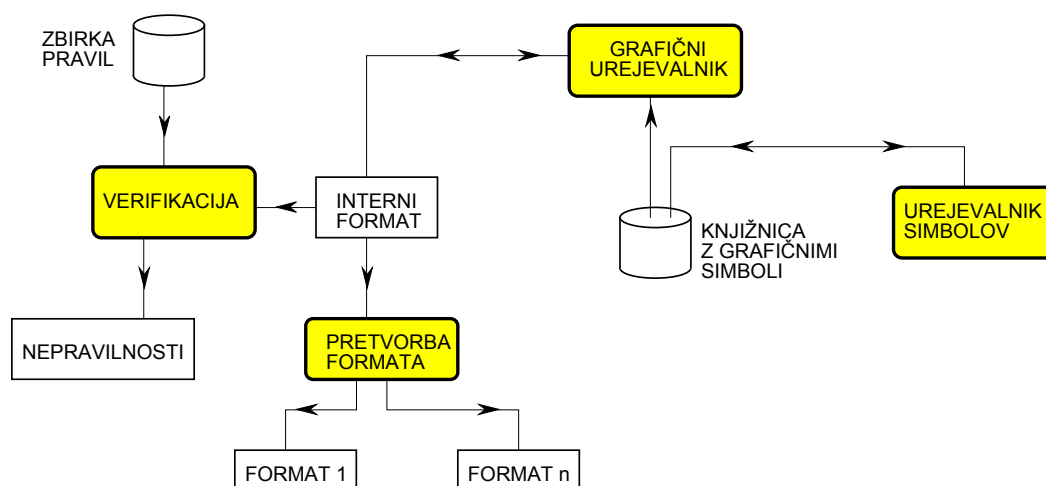 ZBIRKA
PRAVIL
GRAFIČNI
UREJEVALNIK
VERIFIKACIJA
INTERNI
FORMAT
KNJIŽNICA
Z GRAFIČNIMI
SIMBOLI
UREJEVALNIK
SIMBOLOV
NEPRAVILNOSTI
PRETVORBA
FORMATA
FORMAT 1
FORMAT n